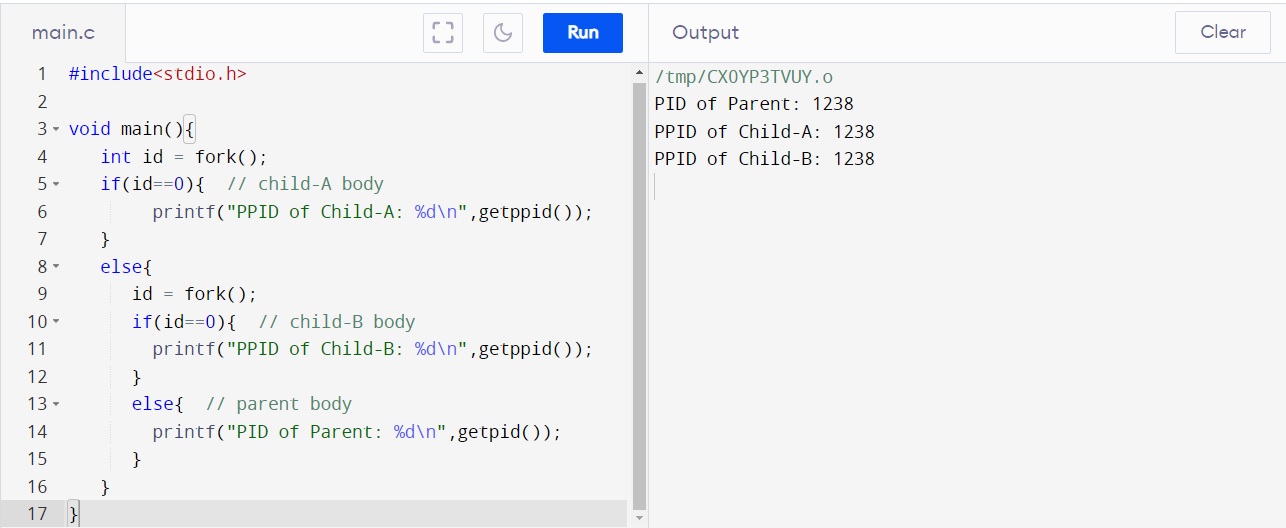 main.c
Run
Output
Clear
1 #include<stdio.h>
2
3 void main(){
4 int id = fork();
5 if(id==0){ // child-A body
6 printf("PPID of Child-A: %d\n",getppid());
7 }
8 else{
9 id = fork();
10 if(id==0){ // child-B body
11 printf("PPID of Child-B: %d\n",getppid());
12 }
13 else{ // parent body
14 printf("PID of Parent: %d\n",getpid());
15 }
16 }
17 }
/tmp/CX0YP3TVUY.o
PID of Parent: 1238
PPID of Child-A: 1238
PPID of Child-B: 1238